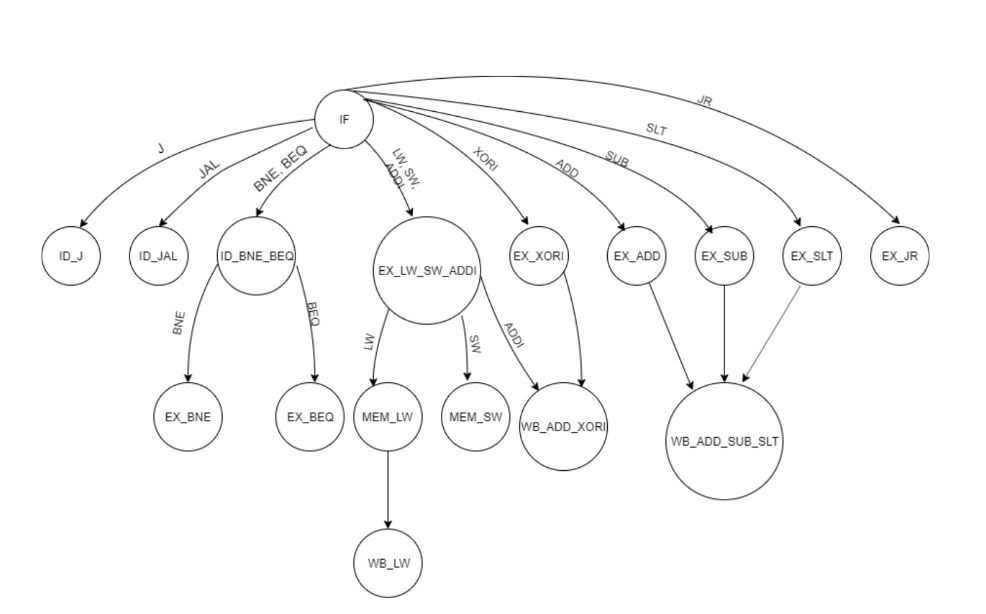 JR
SLT
IF
J
JAL
BNE, BEQ
LW, SW,
ADDI
XORI
ADD
SUB
ID_J
ID_JAL
ID_BNE_BEQ
EX_LW_SW_ADDI
EX_XORI
EX_ADD
EX_SUB
EX_SLT
EX_JR
BNE
BEQ
LW
SW
ADDI
EX_BNE
EX_BEQ
MEM_LW
MEM_SW
WB_ADD_XORI
WB_ADD_SUB_SLT
WB_LW